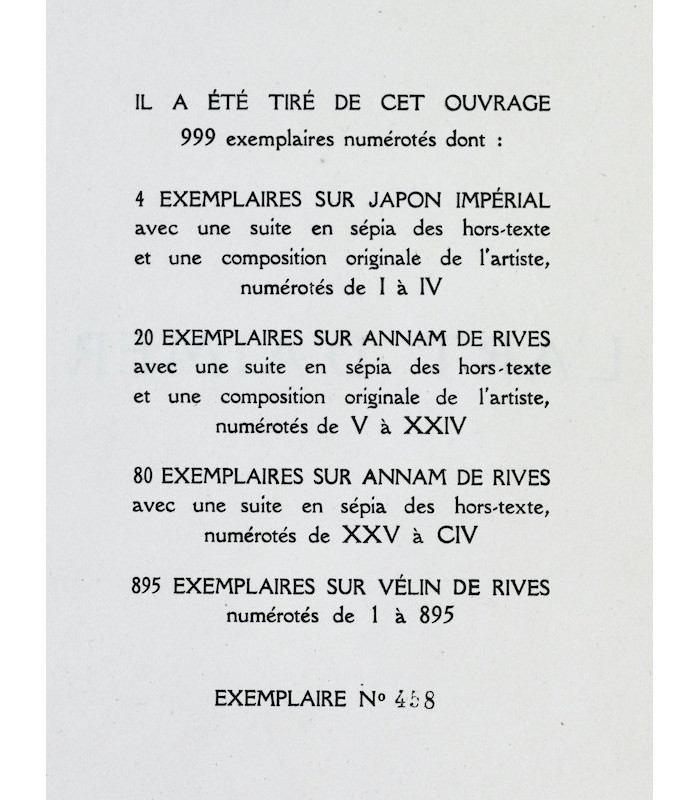 IL A ÉTÉ TIRÉ DE CET OUVRAGE
999 exemplaires numérotés dont :
4 EXEMPLAIRES SUR JAPON IMPÉRIAL
avec une suite en sépia des hors-texte
et une composition originale de l'artiste,
numérotés de I à IV
20 EXEMPLAIRES SUR ANNAM DE RIVES
avec une suite en sépia des hors-texte
et une composition originale de l'artiste,
numérotés de V à XXIV
80 EXEMPLAIRES SUR ANNAM DE RIVES
avec une suite en sépia des hors-texte,
numérotés de XXV à CIV
895 EXEMPLAIRES SUR VÉLIN DE RIVES
numérotés de 1 à 895
EXEMPLAIRE Nº 458